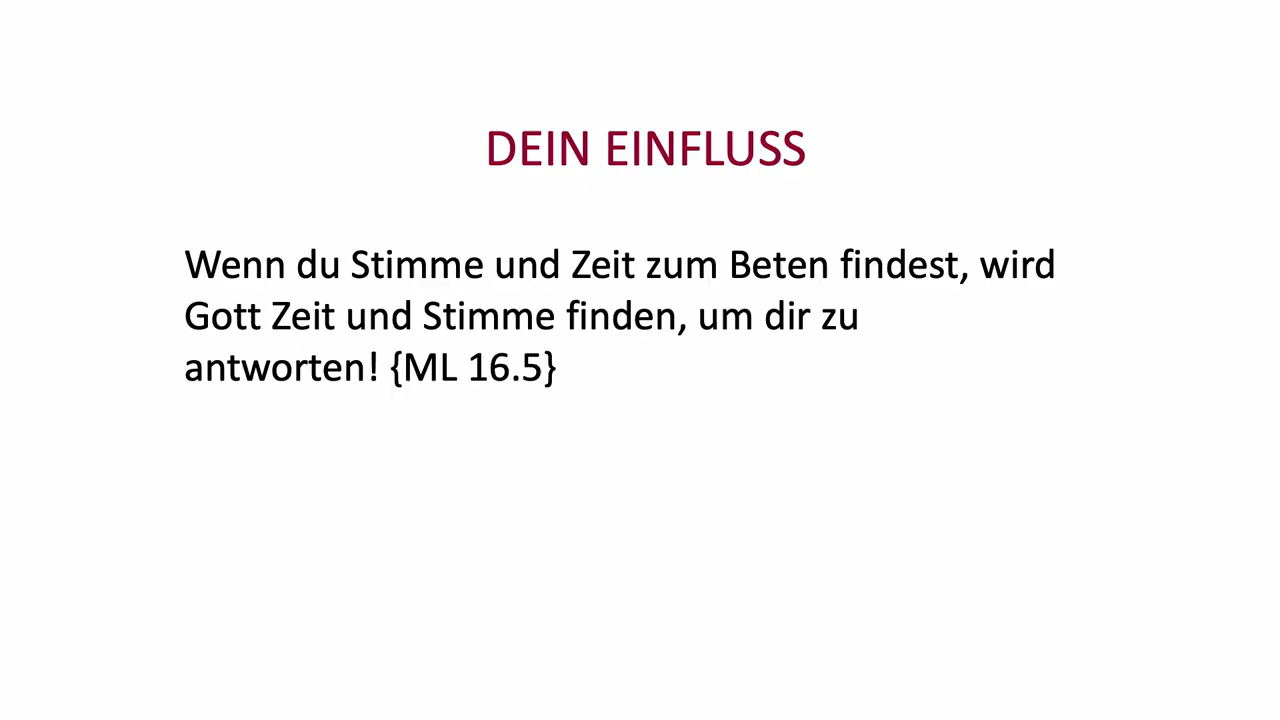 DEIN EINFLUSS
Wenn du Stimme und Zeit zum Beten findest, wird
Gott Zeit und Stimme finden, um dir zu
antworten! {ML 16.5}